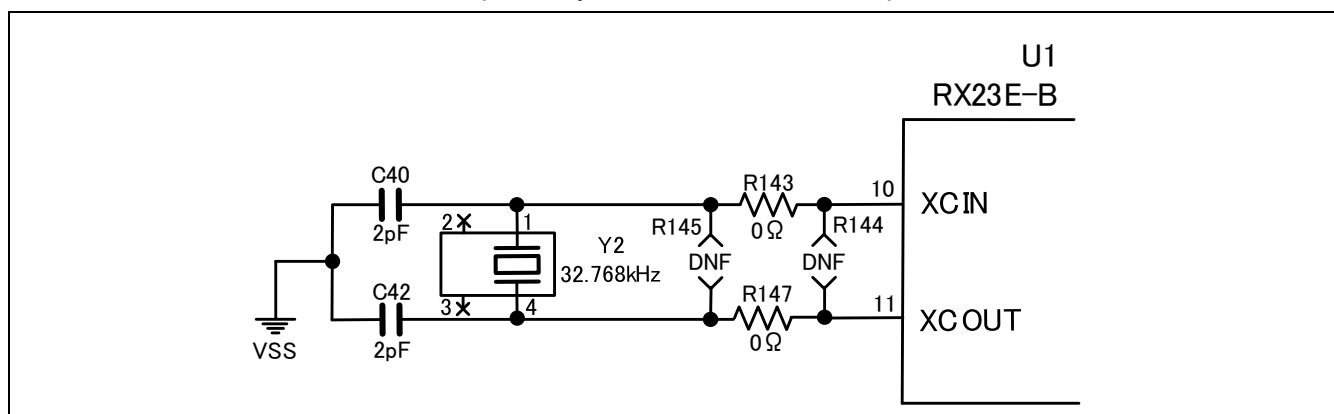 U1
RX23E-B
C40
2pF
R143
0Ω
10
XCIN
2
1
R145
R144
Y2
32.768kHz
DNF
DNF
C42
2pF
3
4
R147
0Ω
11
XCOUT
VSS